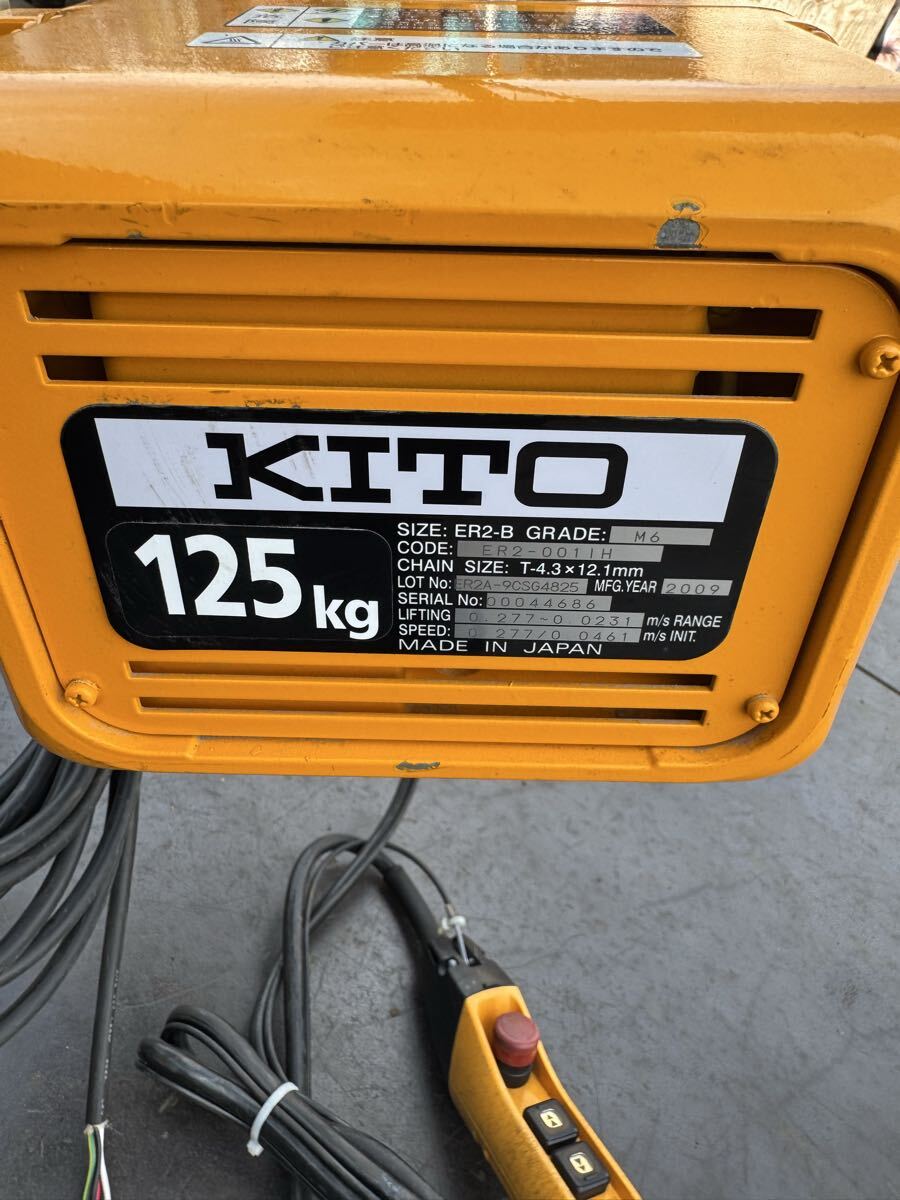 KITO
125kg
SIZE: ER2-B GRADE: M6
CODE: ER2-001IH
CHAIN SIZE: T-4.3×12.1mm
LOT No: ER2A-9CSG4825 MFG.YEAR 2009
SERIAL No: 00044686
LIFTING 0.277~0.0231 m/s RANGE
SPEED: 0.277/0.0461 m/s INIT.
MADE IN JAPAN